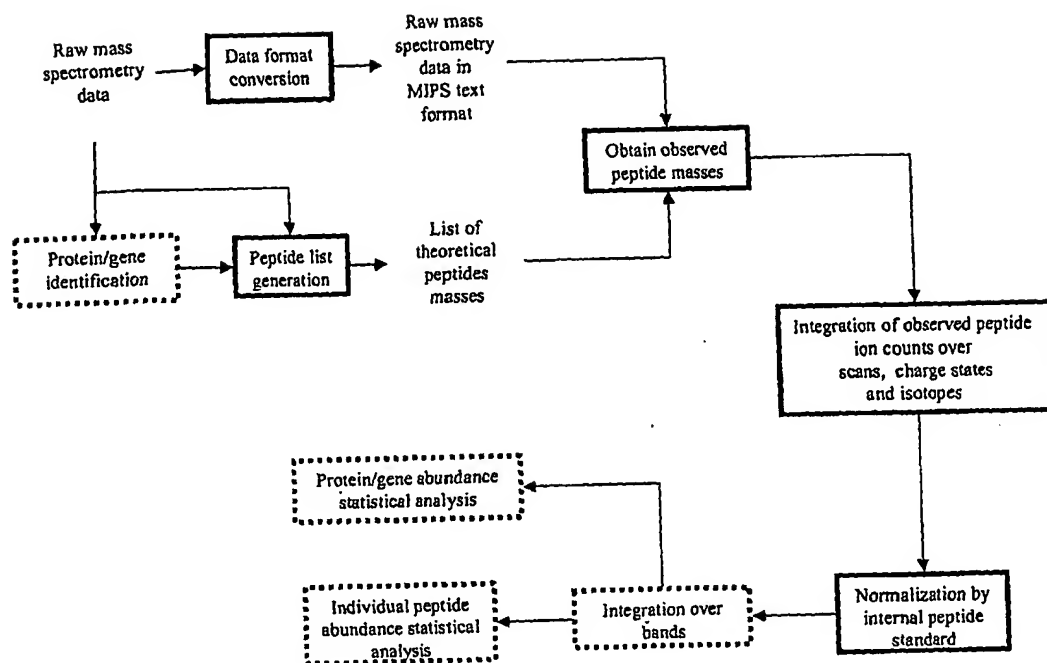 Raw mass
spectrometry
data
Data format
conversion
Raw mass
spectrometry
data in
MIPS text
format
Obtain observed
peptide masses
Protein/gene
identification
Peptide list
generation
List of
theoretical
peptides
masses
Integration of observed peptide
ion counts over
scans, charge states
and isotopes
Protein/gene abundance
statistical analysis
Individual peptide
abundance statistical
analysis
Integration over
bands
Normalization by
internal peptide
standard